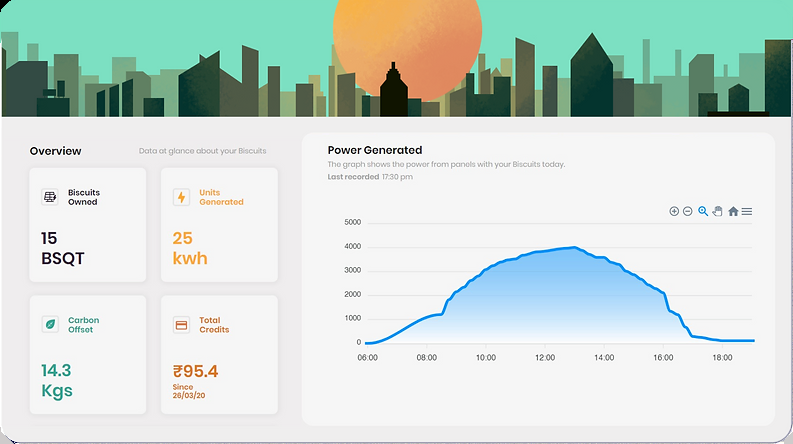 Overview
Data at glance about your Biscuits
Biscuits
Owned
15
BSQT
Units
Generated
25
kwh
Carbon
Offset
14.3
Kgs
Total
Credits
₹95.4
Since
26/03/20
Power Generated
The graph shows the power from panels with your Biscuits today.
Last recorded 17:30 pm
5000
4000
3000
2000
1000
0
06:00 08:00 10:00 12:00 14:00 16:00 18:00